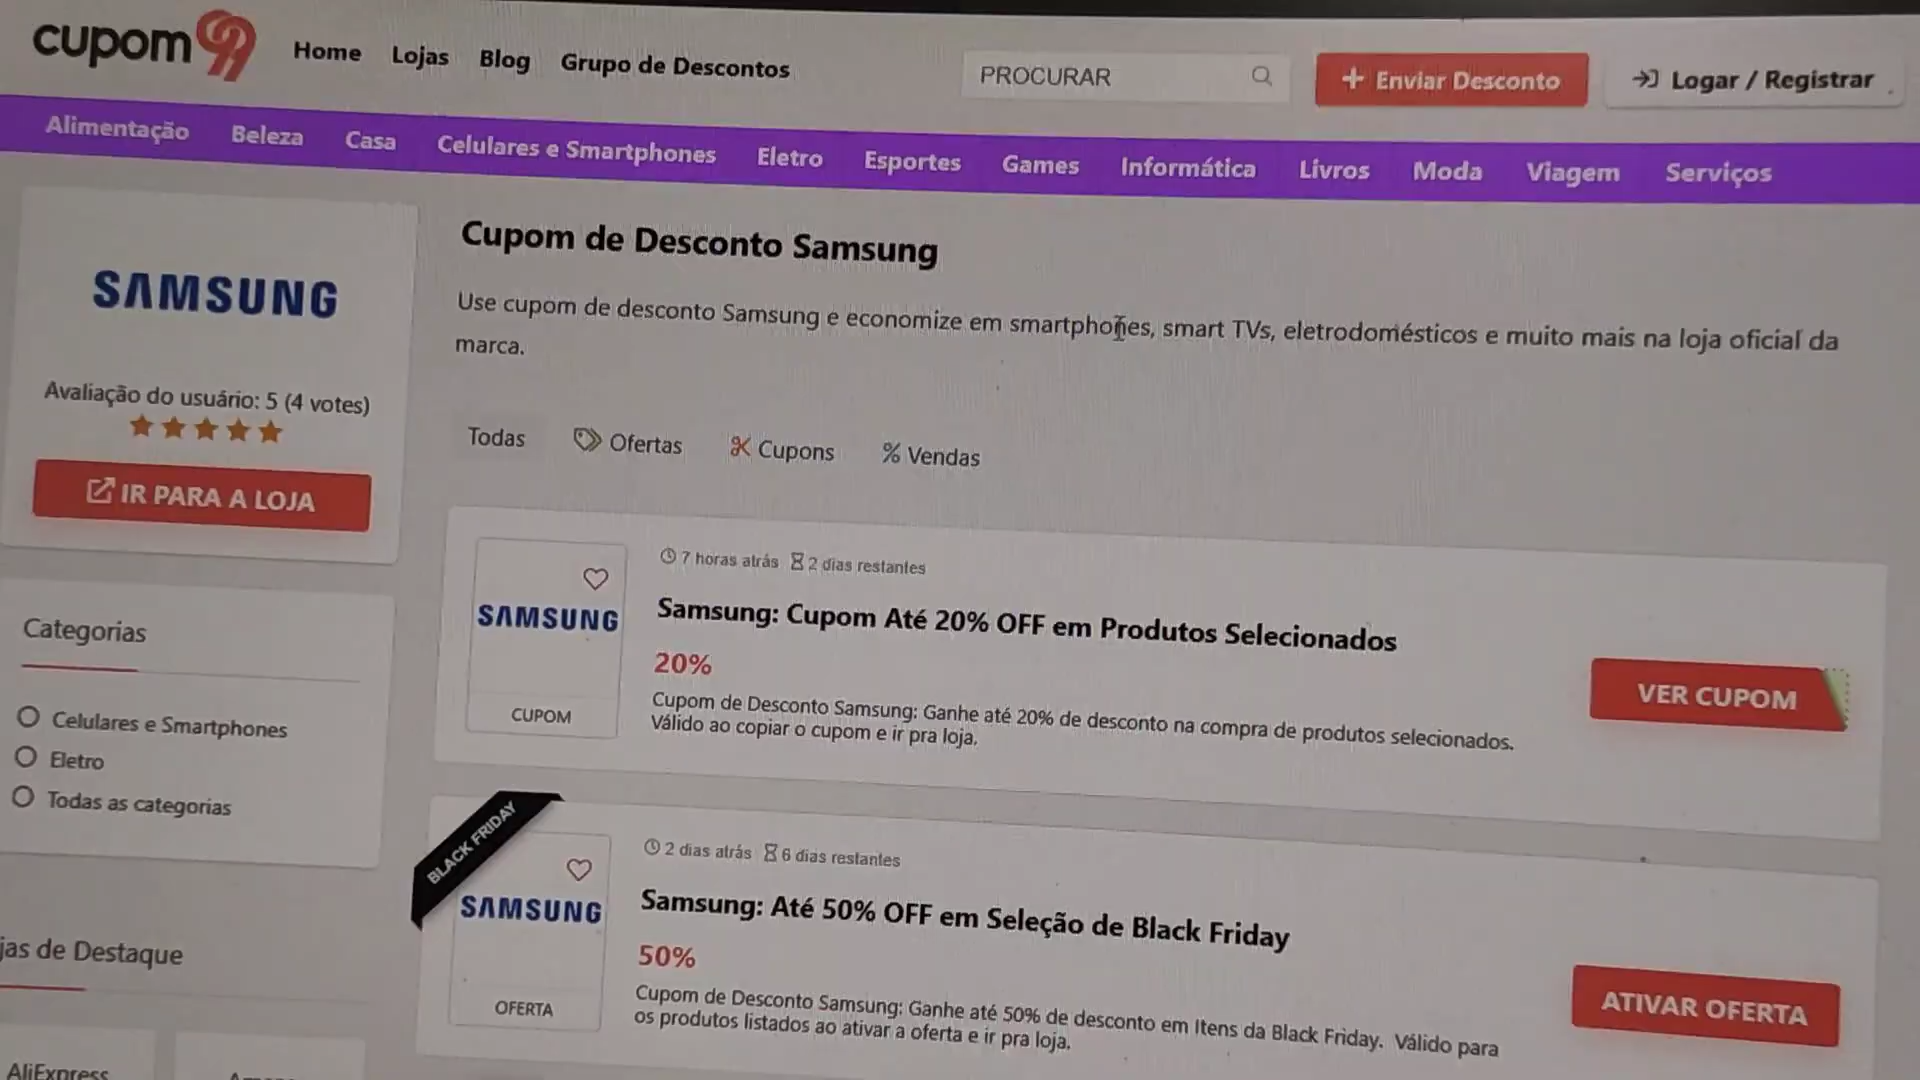 cupom99
Home Lojas Blog Grupo de Descontos
PROCURAR
+ Enviar Desconto
Logar / Registrar
Alimentação Beleza Casa Celulares e Smartphones Eletro Esportes Games Informática Livros Moda Viagem Serviços
SAMSUNG
Avaliação do usuário: 5 (4 votes)
IR PARA A LOJA
Categorias
Celulares e Smartphones
Eletro
Todas as categorias
jas de Destaque
AliExpress
Cupom de Desconto Samsung
Use cupom de desconto Samsung e economize em smartphones, smart TVs, eletrodomésticos e muito mais na loja oficial da
marca.
Todas Ofertas Cupons % Vendas
SAMSUNG
CUPOM
7 horas atrás 2 dias restantes
Samsung: Cupom Até 20% OFF em Produtos Selecionados
20%
Cupom de Desconto Samsung: Ganhe até 20% de desconto na compra de produtos selecionados.
Válido ao copiar o cupom e ir pra loja.
VER CUPOM
BLACK FRIDAY
SAMSUNG
OFERTA
2 dias atrás 6 dias restantes
Samsung: Até 50% OFF em Seleção de Black Friday
50%
Cupom de Desconto Samsung: Ganhe até 50% de desconto em Itens da Black Friday. Válido para
os produtos listados ao ativar a oferta e ir pra loja.
ATIVAR OFERTA